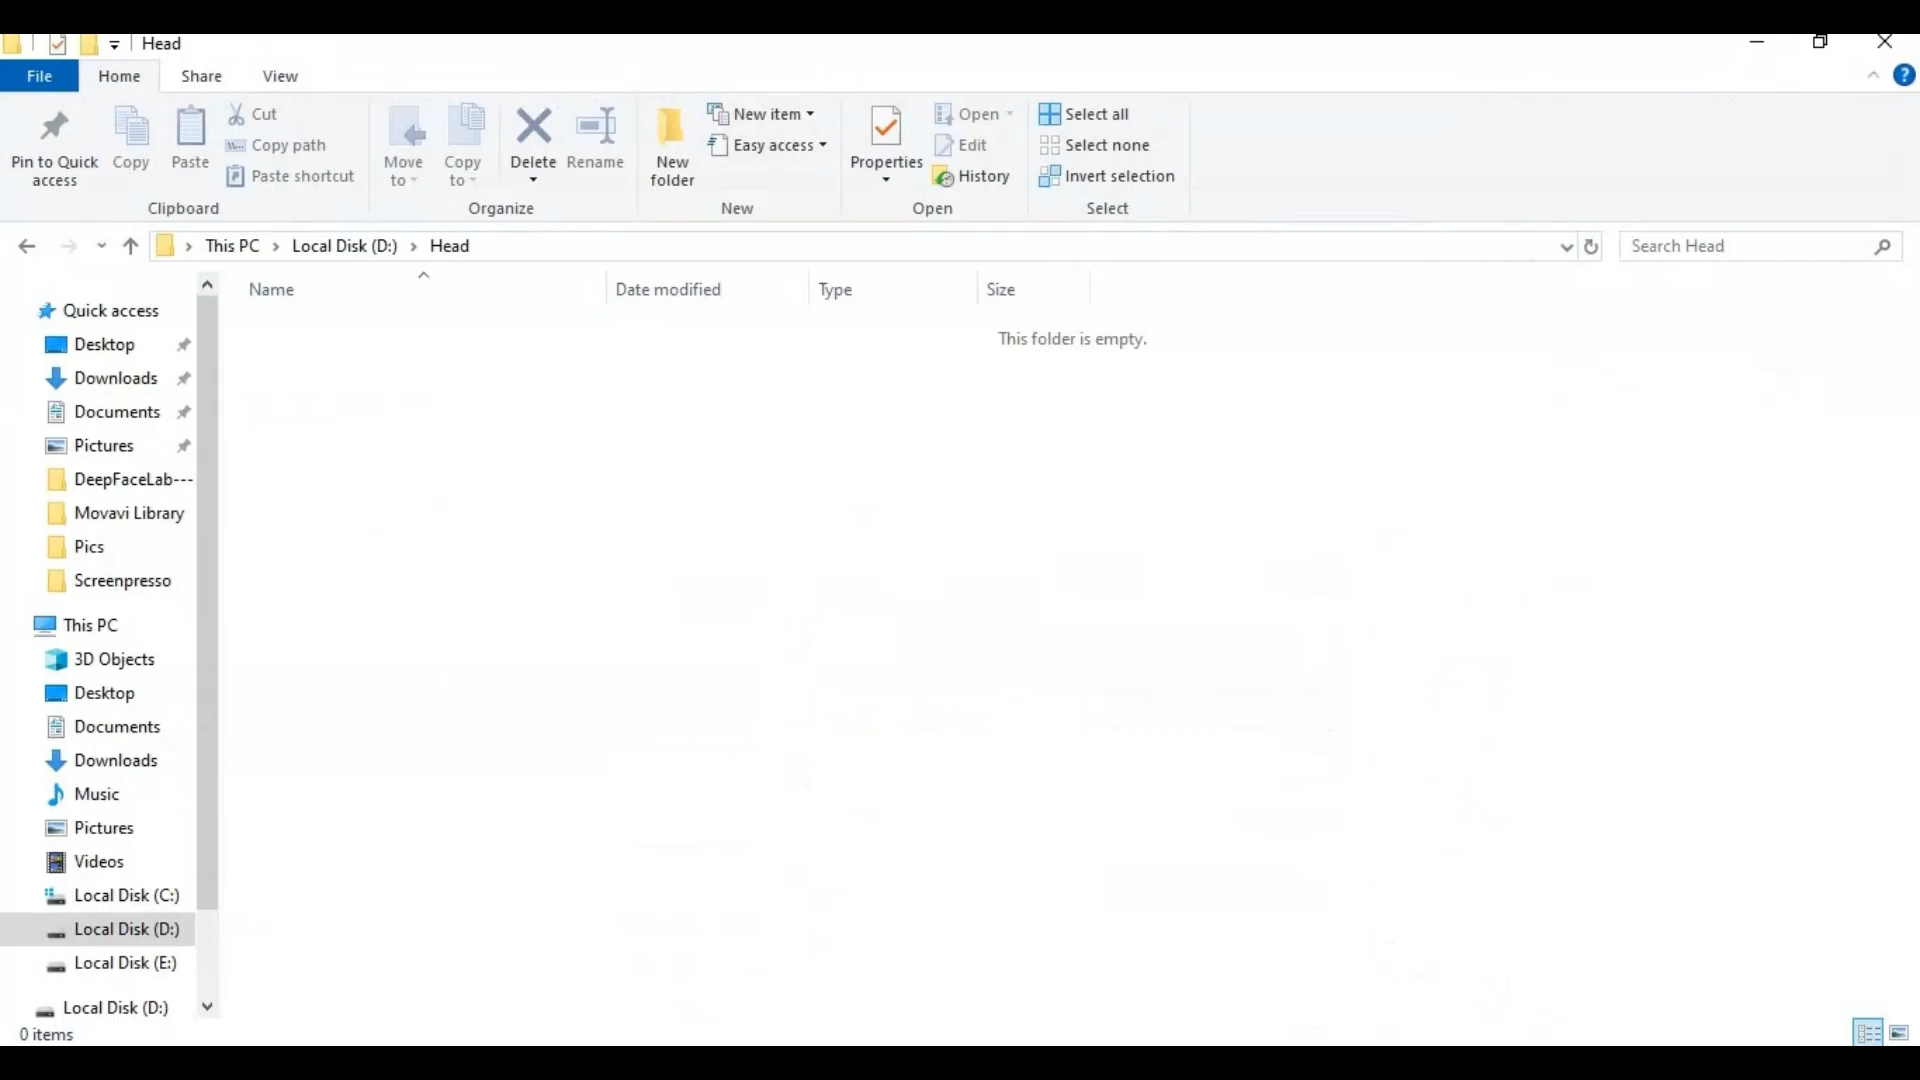 Head
File Home Share View
Pin to Quick access
Copy
Paste
Cut
Copy path
Paste shortcut
Clipboard
Move to
Copy to
Delete
Rename
Organize
New folder
New item
Easy access
New
Properties
Open
Edit
History
Open
Select all
Select none
Invert selection
Select
This PC > Local Disk (D:) > Head
Search Head
Name Date modified Type Size
This folder is empty.
Quick access
Desktop
Downloads
Documents
Pictures
DeepFaceLab---
Movavi Library
Pics
Screenpresso
This PC
3D Objects
Desktop
Documents
Downloads
Music
Pictures
Videos
Local Disk (C:)
Local Disk (D:)
Local Disk (E:)
Local Disk (D:)
0 items